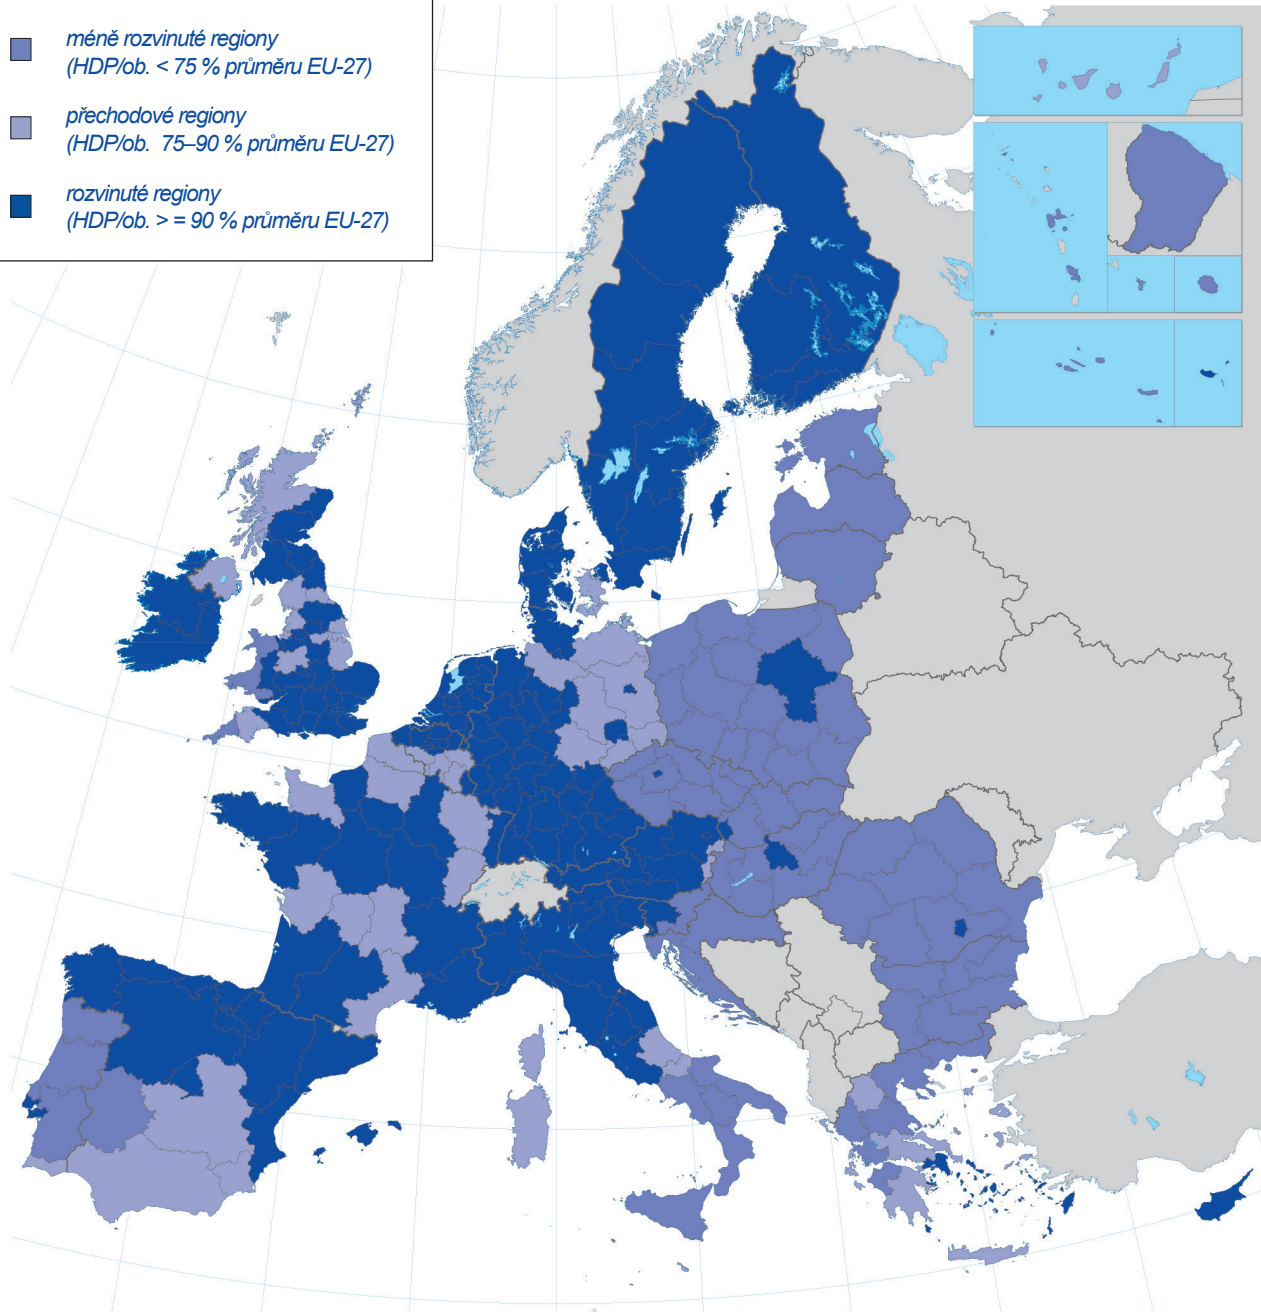 méně rozvinuté regiony
(HDP/ob. < 75 % průměru EU-27)
přechodové regiony
(HDP/ob. 75–90 % průměru EU-27)
rozvinuté regiony
(HDP/ob. > = 90 % průměru EU-27)